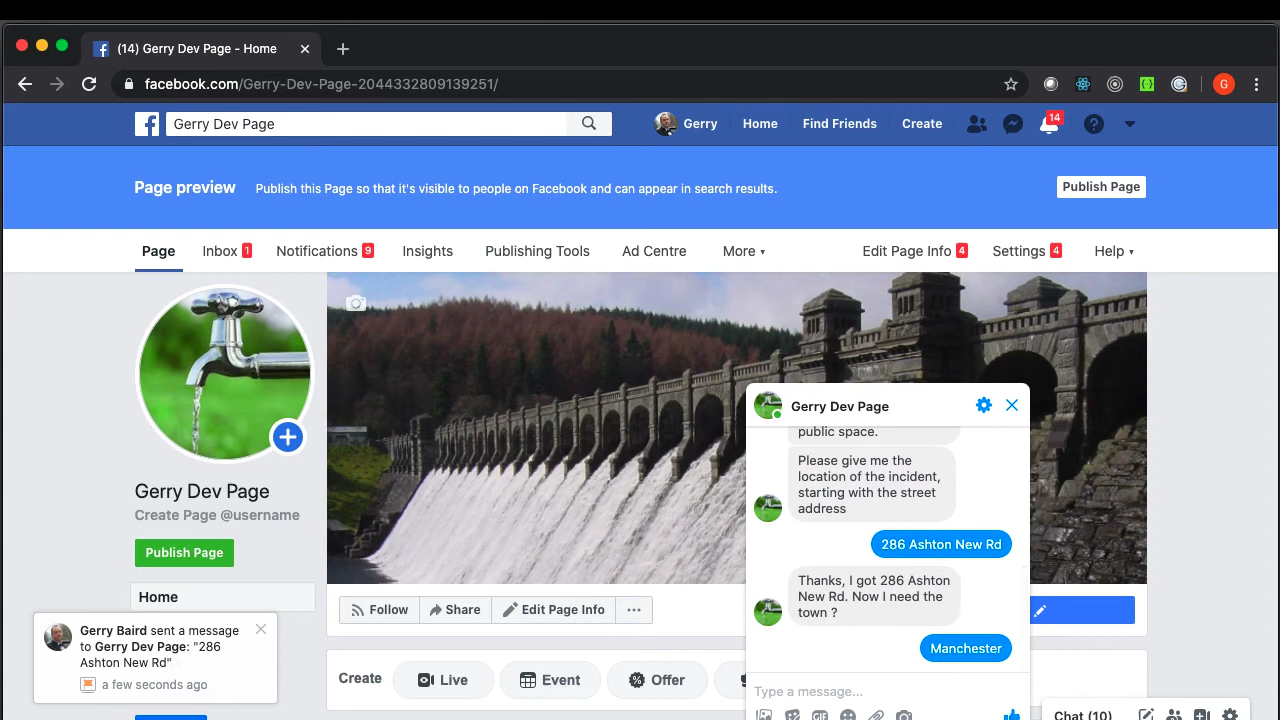 (14) Gerry Dev Page - Home
facebook.com/Gerry-Dev-Page-2044332809139251/
G
Gerry Dev Page
Gerry
Home
Find Friends
Create
14
Page preview
Publish this Page so that it's visible to people on Facebook and can appear in search results.
Publish Page
Page
Inbox 1
Notifications 9
Insights
Publishing Tools
Ad Centre
More
Edit Page Info 4
Settings 4
Help
Gerry Dev Page
Create Page @username
Publish Page
Home
Follow
Share
Edit Page Info
Create
Live
Event
Offer
Gerry Baird sent a message
to Gerry Dev Page: "286
Ashton New Rd"
a few seconds ago
Gerry Dev Page
public space.
Please give me the
location of the incident,
starting with the street
address
286 Ashton New Rd
Thanks, I got 286 Ashton
New Rd. Now I need the
town ?
Manchester
Type a message...
GIF
Chat (10)